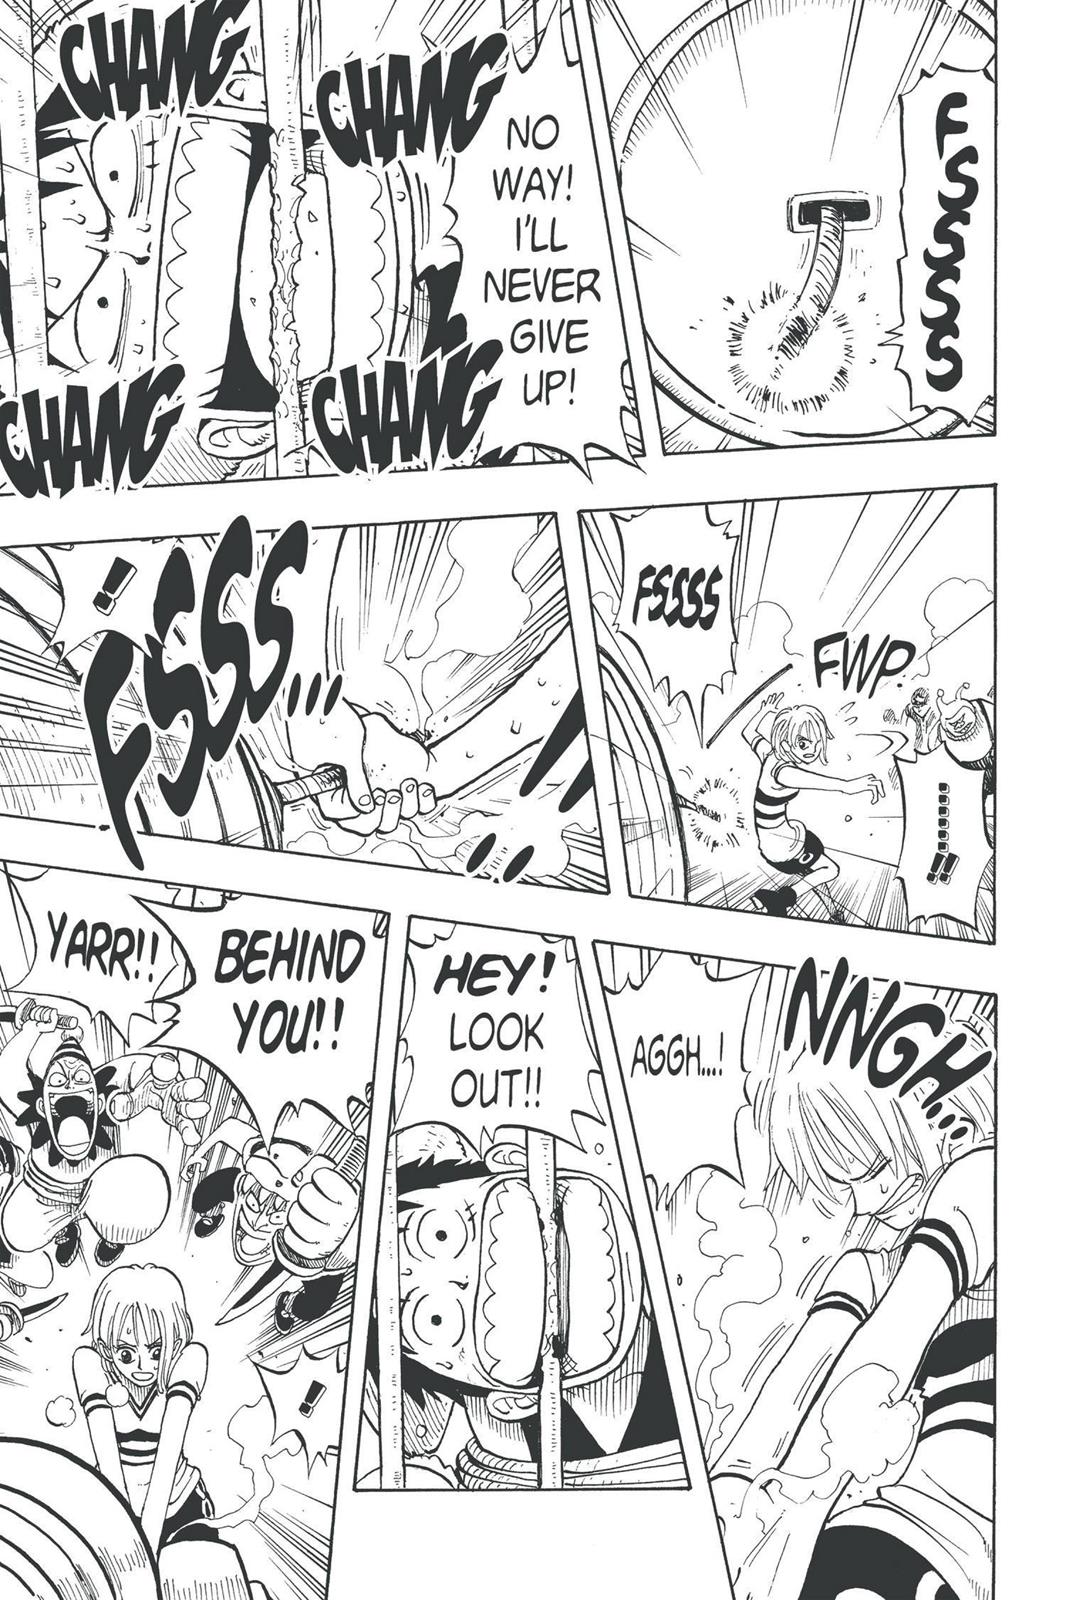 FSSSSS
NO
WAY!
I'LL
NEVER
GIVE
UP!
CHANG
CHANG
CHANG
CHANG
FSSSS
FWP
......!!
FSSS...
!!
NNGH...
AGGH...!
HEY!
LOOK
OUT!!
BEHIND
YOU!!
YARR!!
!!